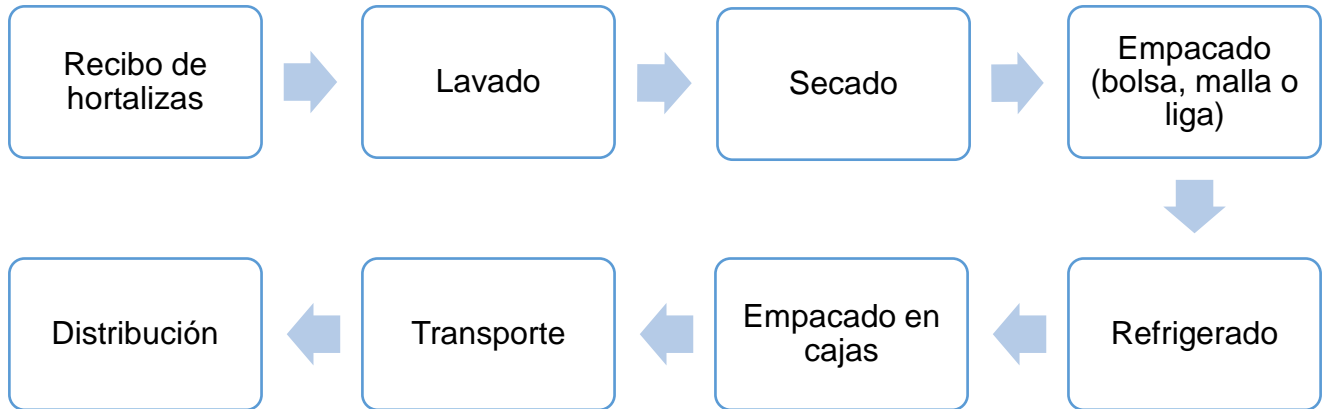 Recibo de
hortalizas
Lavado
Secado
Empacado
(bolsa, malla o
liga)
Refrigerado
Empacado en
cajas
Transporte
Distribución